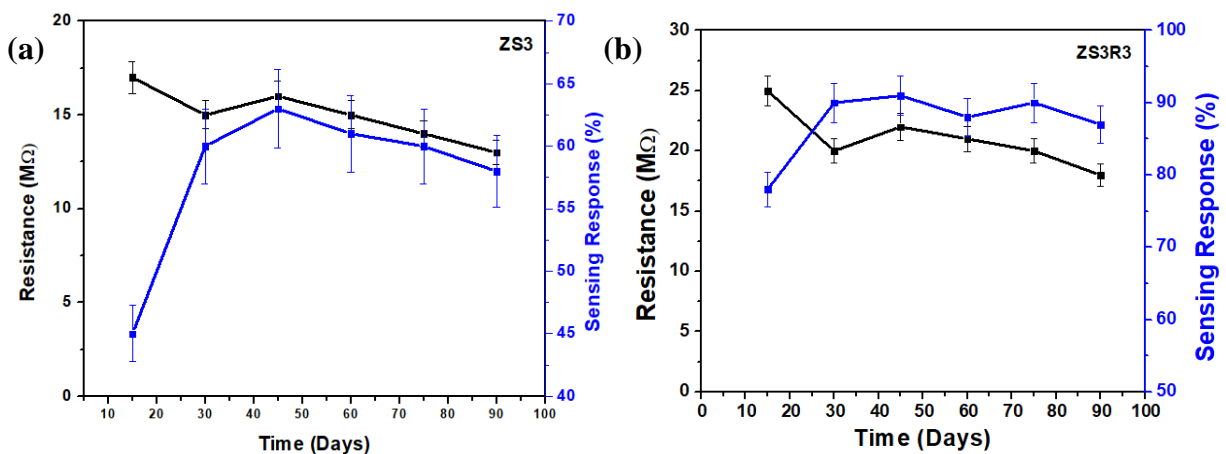 (a)
ZS3
Resistance (MΩ)
20
15
10
5
0
70
65
60
55
50
45
40
Sensing Response (%)
10 20 30 40 50 60 70 80 90 100
Time (Days)
(b)
ZS3R3
Resistance (MΩ)
30
25
20
15
10
5
0
100
90
80
70
60
50
Sensing Response (%)
0 10 20 30 40 50 60 70 80 90 100
Time (Days)